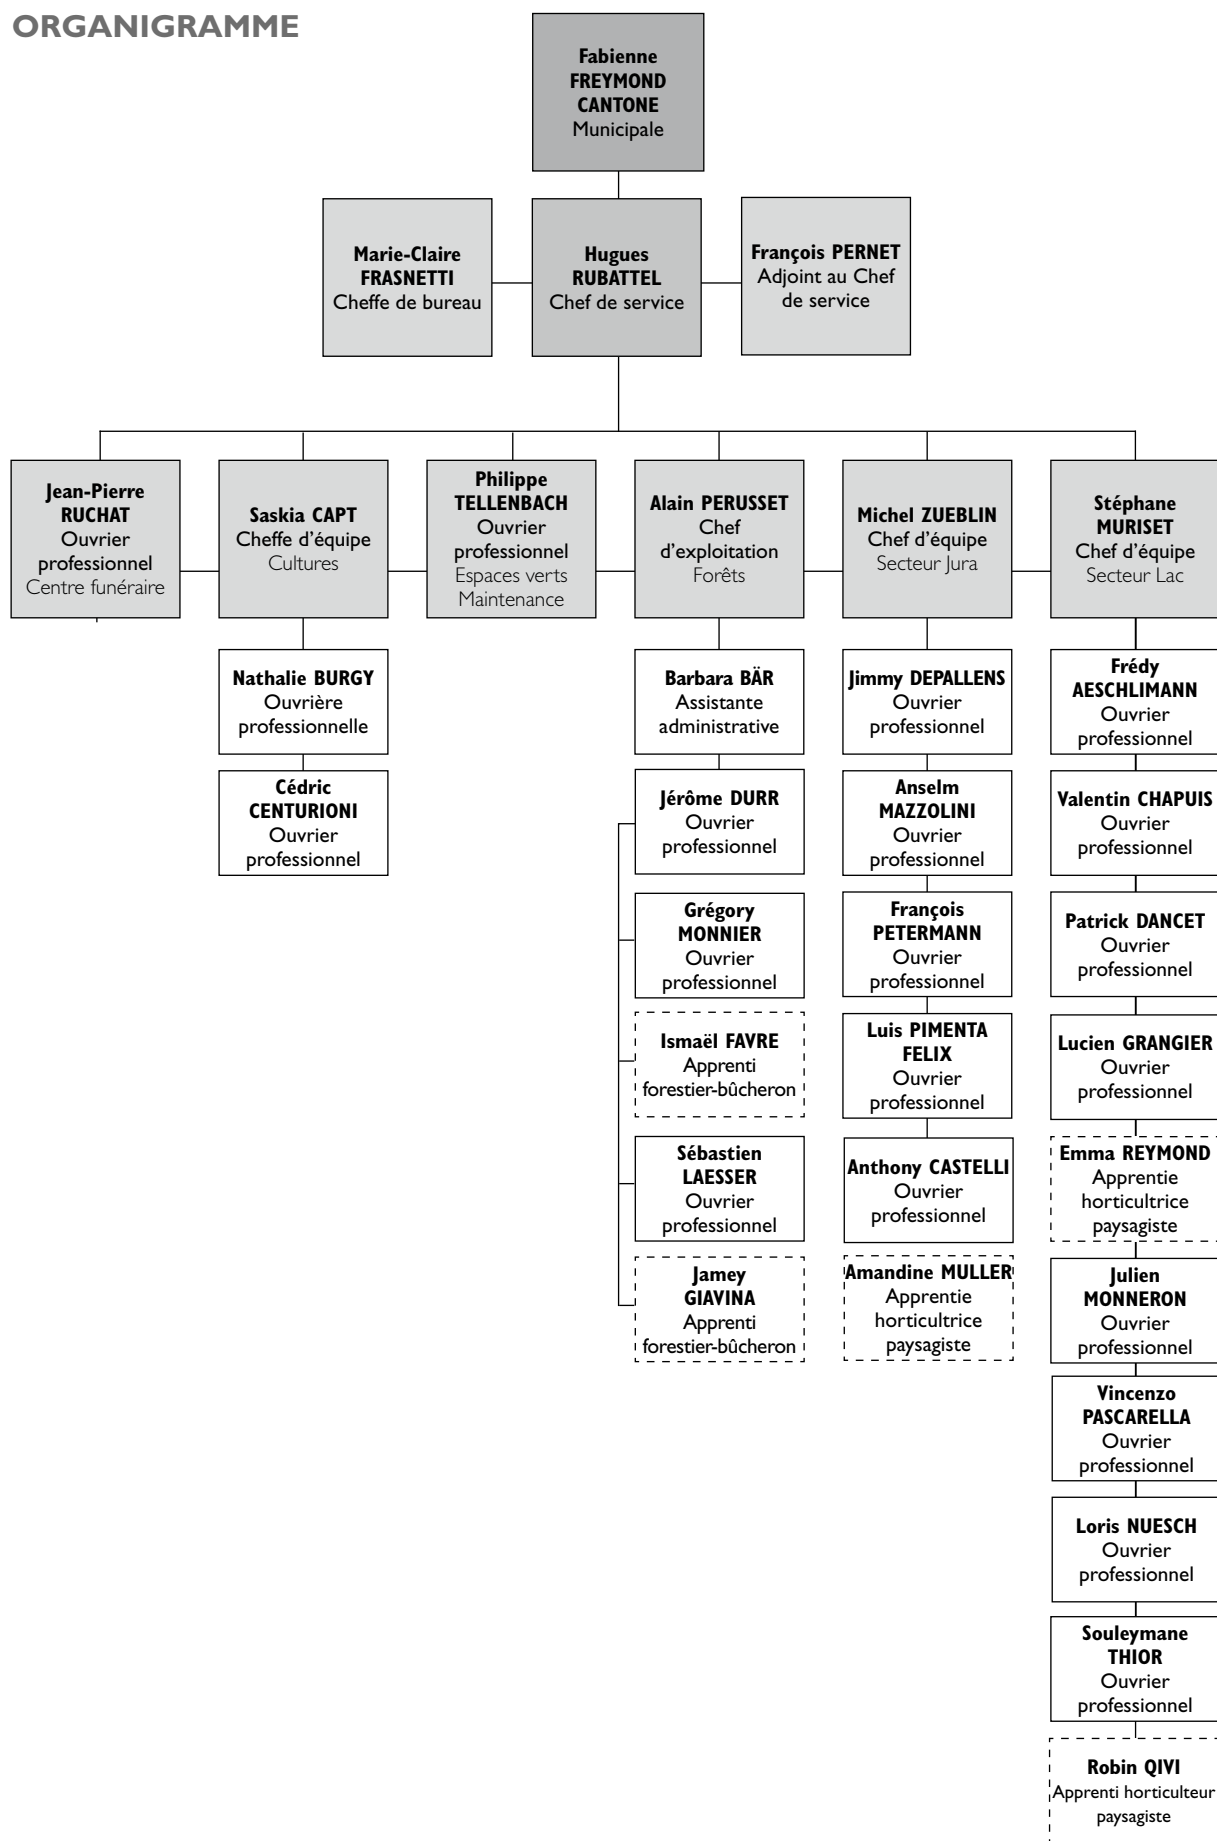 ORGANIGRAMME
Fabienne
FREYMOND
CANTONE
Municipale
Marie-Claire
FRASNETTI
Cheffe de bureau
Hugues
RUBATTEL
Chef de service
François PERNET
Adjoint au Chef
de service
Jean-Pierre
RUCHAT
Ouvrier
professionnel
Centre funéraire
Saskia CAPT
Cheffe d'équipe
Cultures
Philippe
TELLENBACH
Ouvrier
professionnel
Espaces verts
Maintenance
Alain PERUSSET
Chef
d'exploitation
Forêts
Michel ZUEBLIN
Chef d'équipe
Secteur Jura
Stéphane
MURISET
Chef d'équipe
Secteur Lac
Nathalie BURGY
Ouvrière
professionnelle
Cédric
CENTURIONI
Ouvrier
professionnel
Barbara BÄR
Assistante
administrative
Jérôme DURR
Ouvrier
professionnel
Grégory
MONNIER
Ouvrier
professionnel
Ismaël FAVRE
Apprenti
forestier-bûcheron
Sébastien
LAESSER
Ouvrier
professionnel
Jamey
GIAVINA
Apprenti
forestier-bûcheron
Jimmy DEPALLENS
Ouvrier
professionnel
Anselm
MAZZOLINI
Ouvrier
professionnel
François
PETERMANN
Ouvrier
professionnel
Luis PIMENTA
FELIX
Ouvrier
professionnel
Anthony CASTELLI
Ouvrier
professionnel
Amandine MULLER
Apprentie
horticultrice
paysagiste
Frédy
AESCHLIMANN
Ouvrier
professionnel
Valentin CHAPUIS
Ouvrier
professionnel
Patrick DANCET
Ouvrier
professionnel
Lucien GRANGIER
Ouvrier
professionnel
Emma REYMOND
Apprentie
horticultrice
paysagiste
Julien
MONNERON
Ouvrier
professionnel
Vincenzo
PASCARELLA
Ouvrier
professionnel
Loris NUESCH
Ouvrier
professionnel
Souleymane
THIOR
Ouvrier
professionnel
Robin QIVI
Apprenti horticulteur
paysagiste